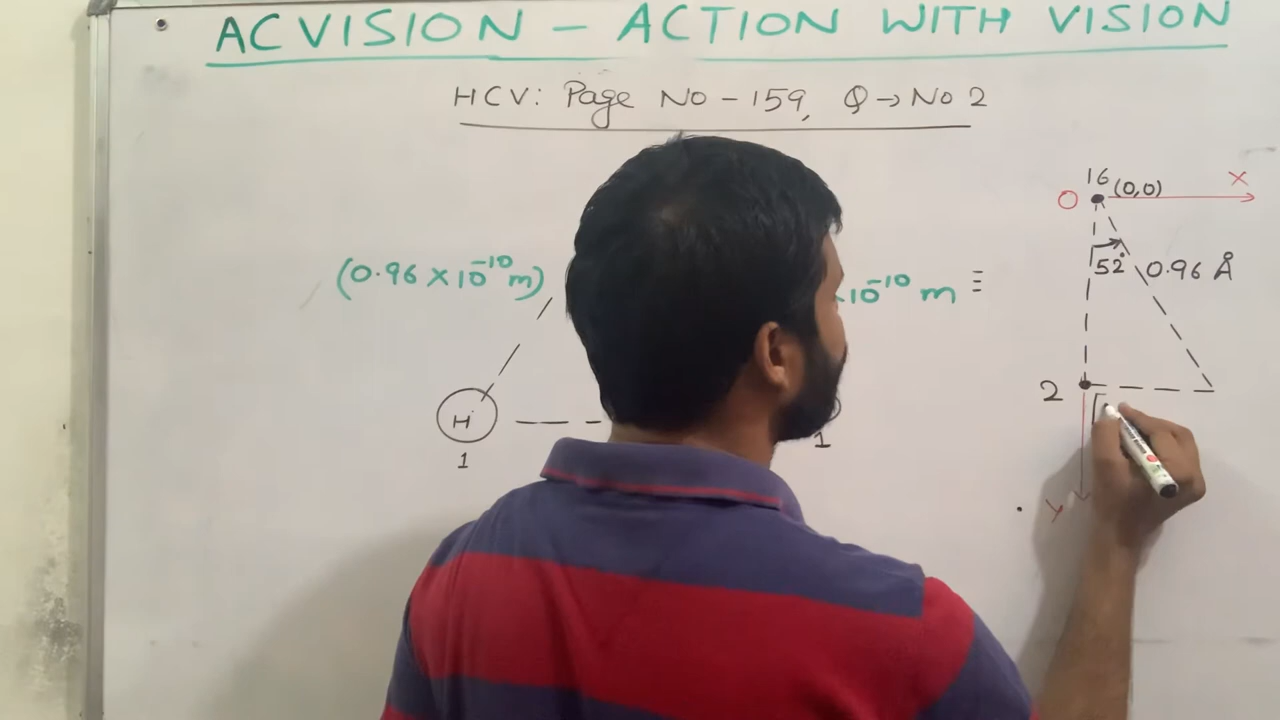 ACVISION – ACTION WITH VISION
HCV: Page No – 159, Q → No 2
16 (0,0) X
O
(0.96 × 10⁻¹⁰ m)
×10⁻¹⁰ m ≡
52° 0.96 Å
2
H
1
1
Y